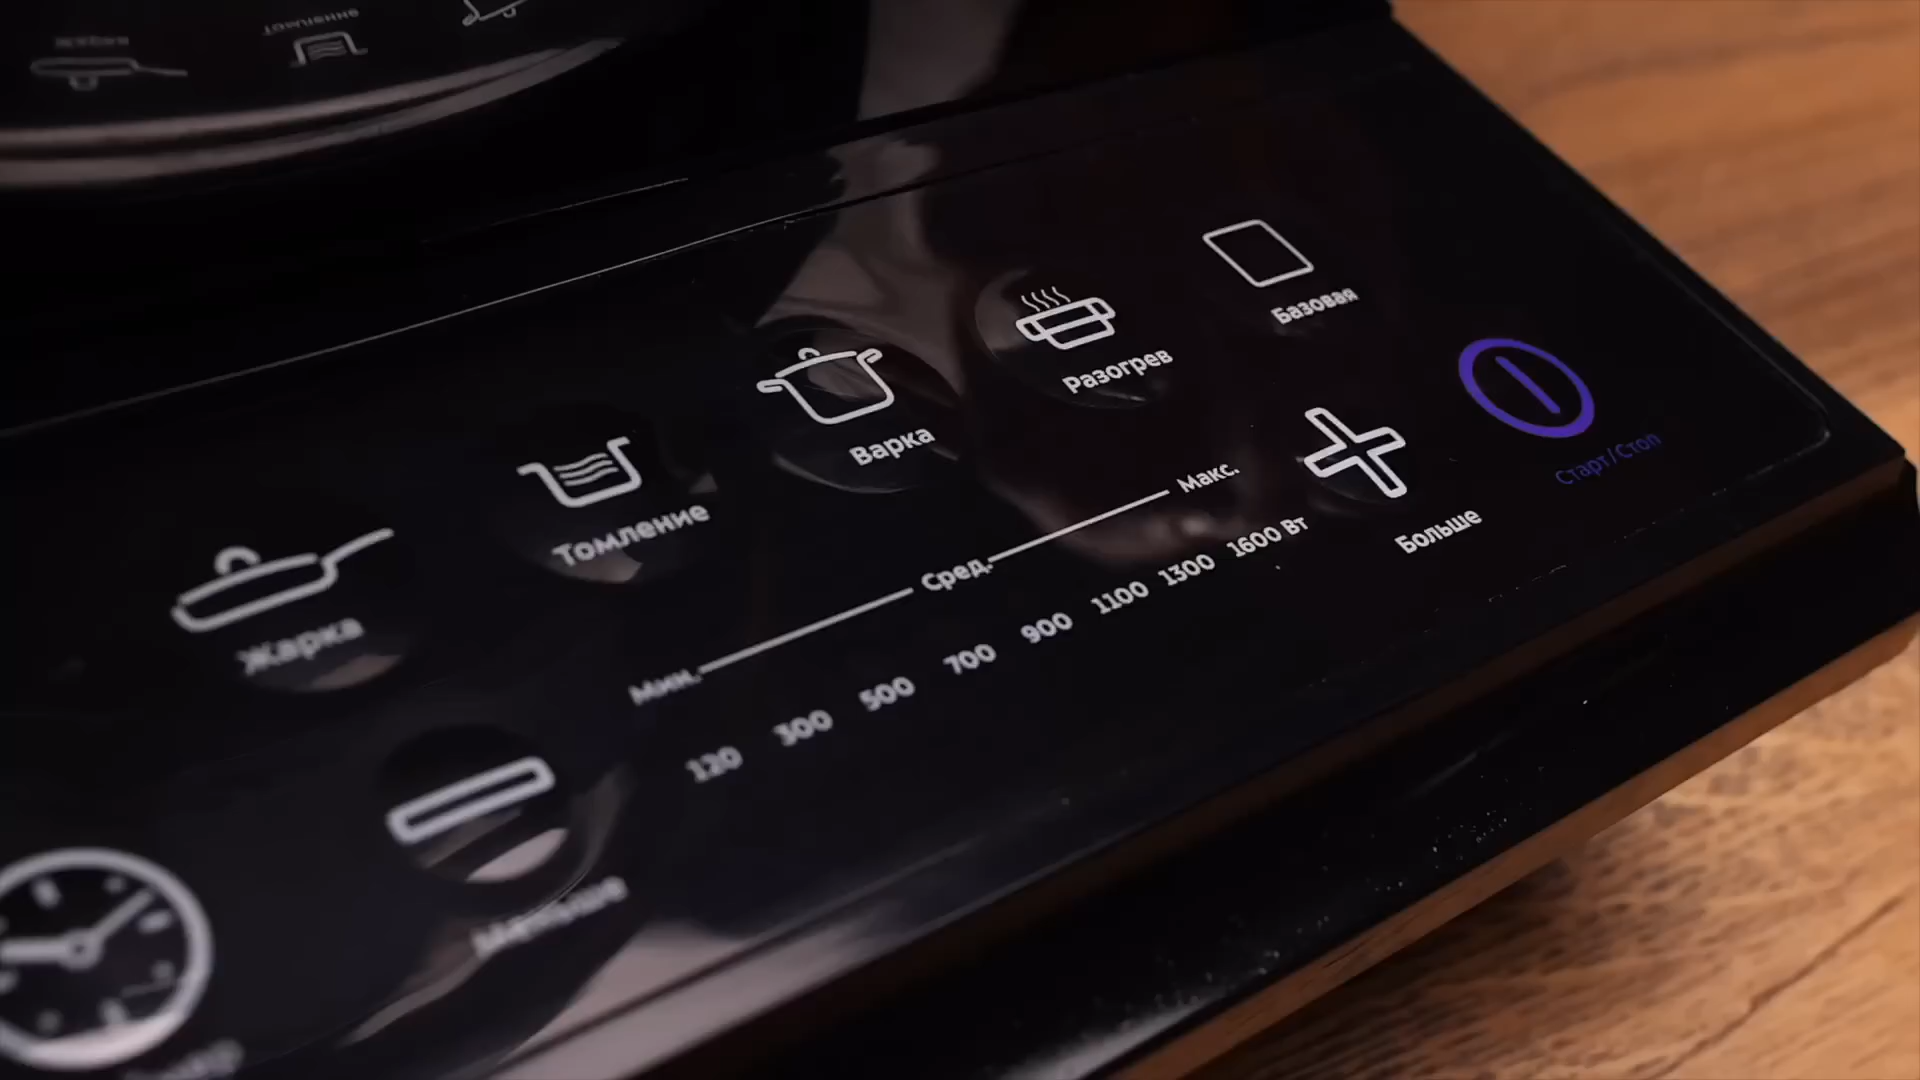 Жарка
Томление
Варка
Разогрев
Базовая
Мин.
Сред.
Макс.
120 300 500 700 900 1100 1300 1600 Вт
Меньше
Больше
Старт/Стоп